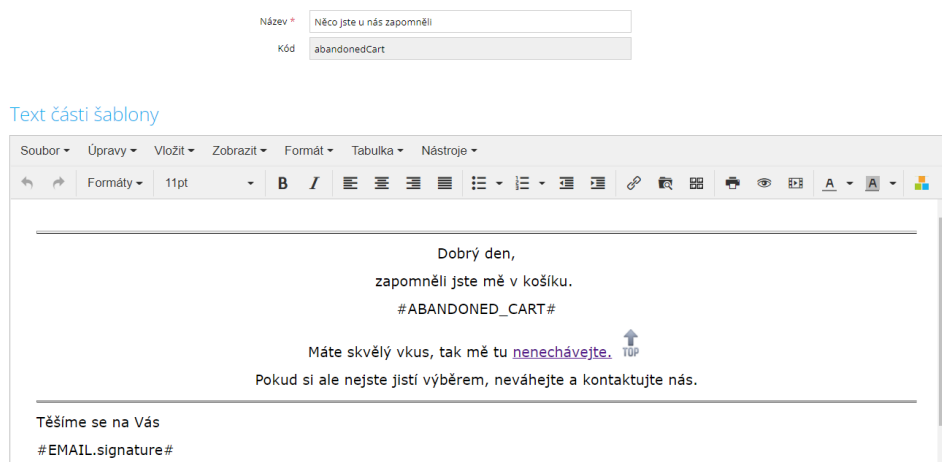 Název *
Něco jste u nás zapomněli
Kód
abandonedCart
Text části šablony
Soubor Úpravy Vložit Zobrazit Formát Tabulka Nástroje
Formáty 11pt B I A A
Dobrý den,
zapomněli jste mě v košíku.
#ABANDONED_CART#
Máte skvělý vkus, tak mě tu nenechávejte. TOP
Pokud si ale nejste jistí výběrem, neváhejte a kontaktujte nás.
Těšíme se na Vás
#EMAIL.signature#